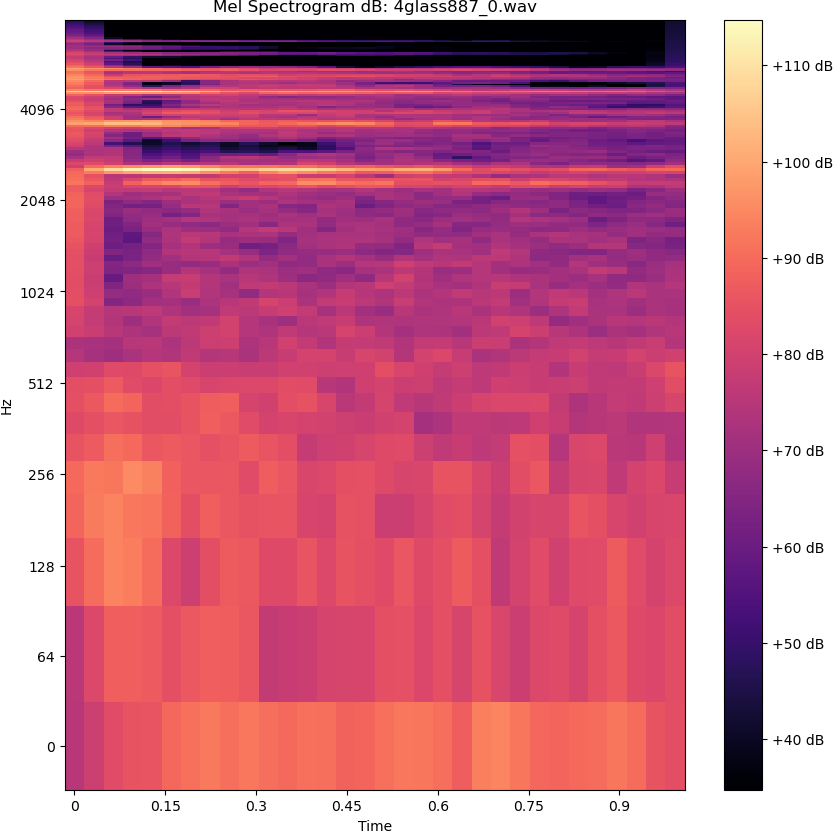 Mel Spectrogram dB: 4glass887_0.wav
Hz
4096
2048
1024
512
256
128
64
0
0 0.15 0.3 0.45 0.6 0.75 0.9
Time
+110 dB
+100 dB
+90 dB
+80 dB
+70 dB
+60 dB
+50 dB
+40 dB